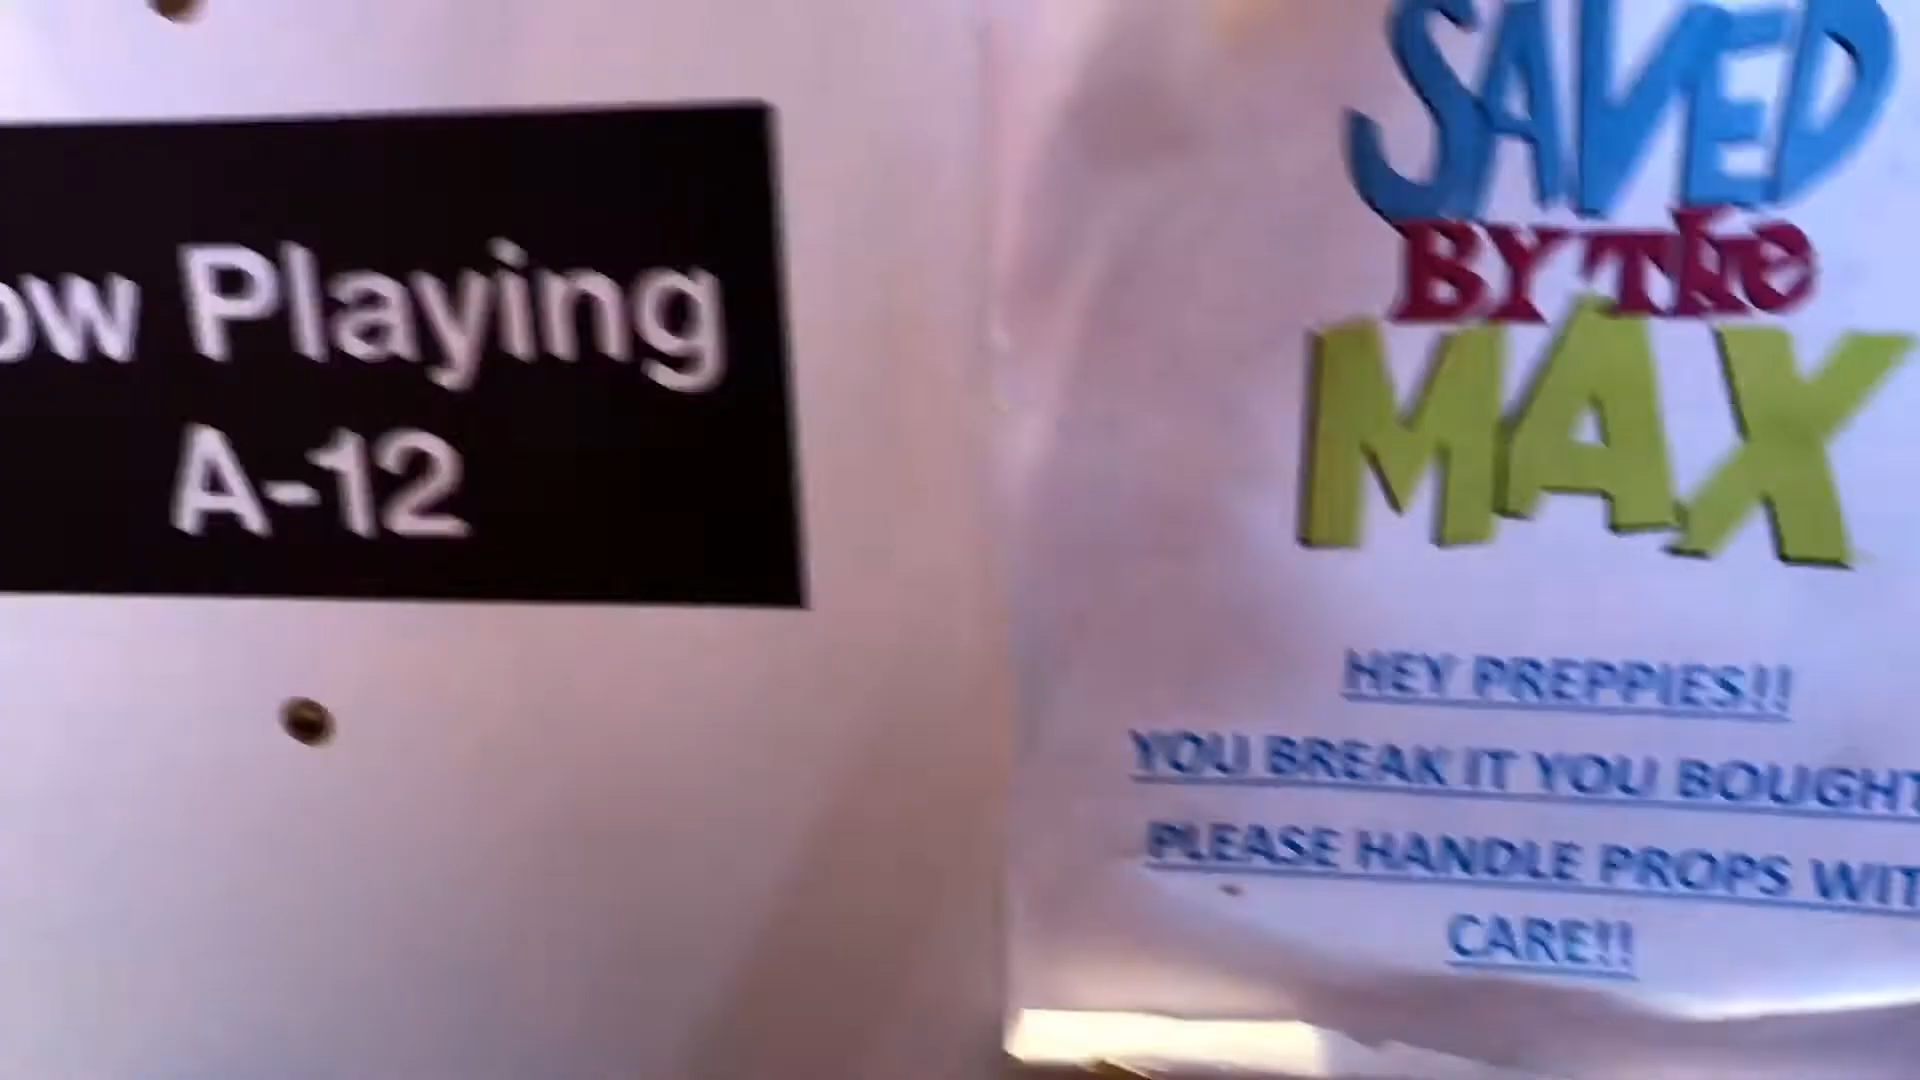 ow Playing
A-12
SAVED
BY The
MAX
HEY PREPPIES!!
YOU BREAK IT YOU BOUGHT
PLEASE HANDLE PROPS WIT
CARE!!